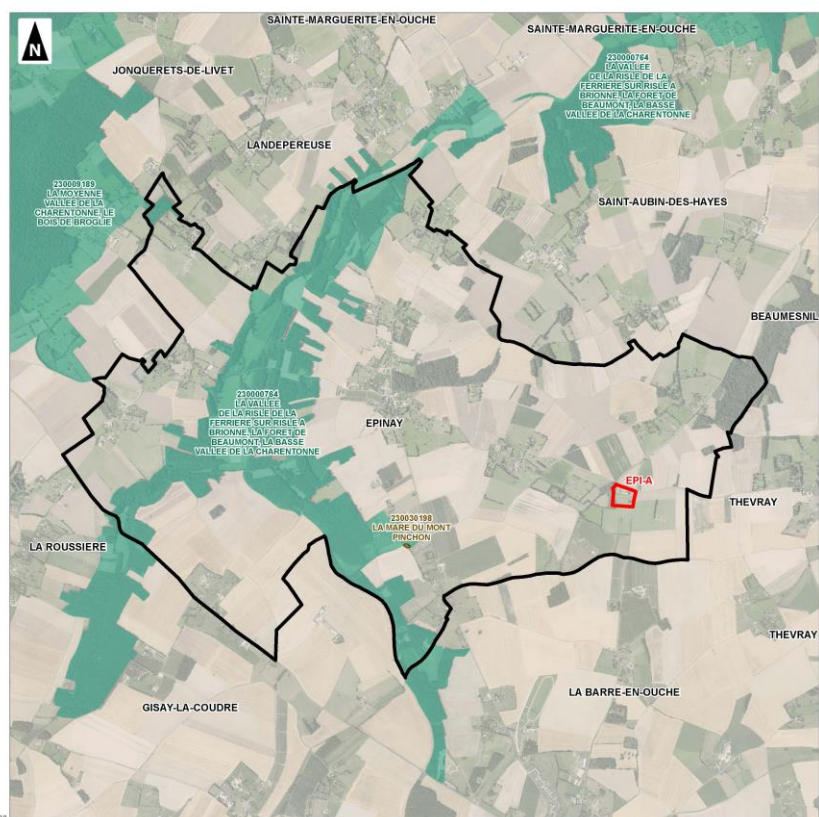 N
SAINTE-MARGUERITE-EN-OUCHE
SAINTE-MARGUERITE-EN-OUCHE
JONQUERETS-DE-LIVET
230000764
LA VALLEE
DE LA RISLE DE LA
FERRIERE SUR RISLE A
BRIONNE, LA FORET DE
BEAUMONT, LA BASSE
VALLEE DE LA CHARENTONNE
LANDEPEREUSE
230009189
LA MOYENNE
VALLEE DE LA
CHARENTONNE, LE
BOIS DE BROGLIE
SAINT-AUBIN-DES-HAYES
BEAUMESNIL
230000764
LA VALLEE
DE LA RISLE DE LA
FERRIERE SUR RISLE A
BRIONNE, LA FORET DE
BEAUMONT, LA BASSE
VALLEE DE LA CHARENTONNE
EPINAY
EPI-A
THEVRAY
230030198
LA MARE DU MONT
PINCHON
LA ROUSSIERE
THEVRAY
LA BARRE-EN-OUCHE
GISAY-LA-COUDRE